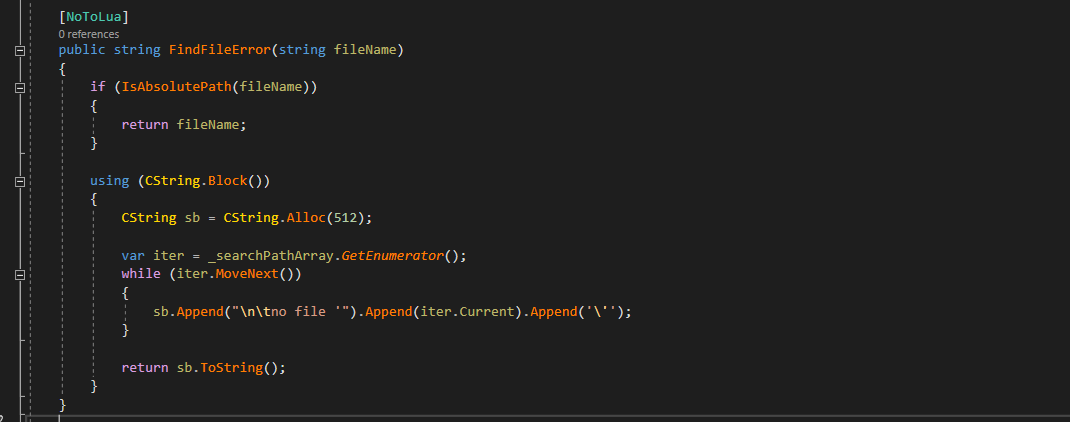 [NoToLua]
0 references
public string FindFileError(string fileName)
{
if (IsAbsolutePath(fileName))
{
return fileName;
}
using (CString.Block())
{
CString sb = CString.Alloc(512);
var iter = _searchPathArray.GetEnumerator();
while (iter.MoveNext())
{
sb.Append("\n\tno file '").Append(iter.Current).Append('\'');
}
return sb.ToString();
}
}